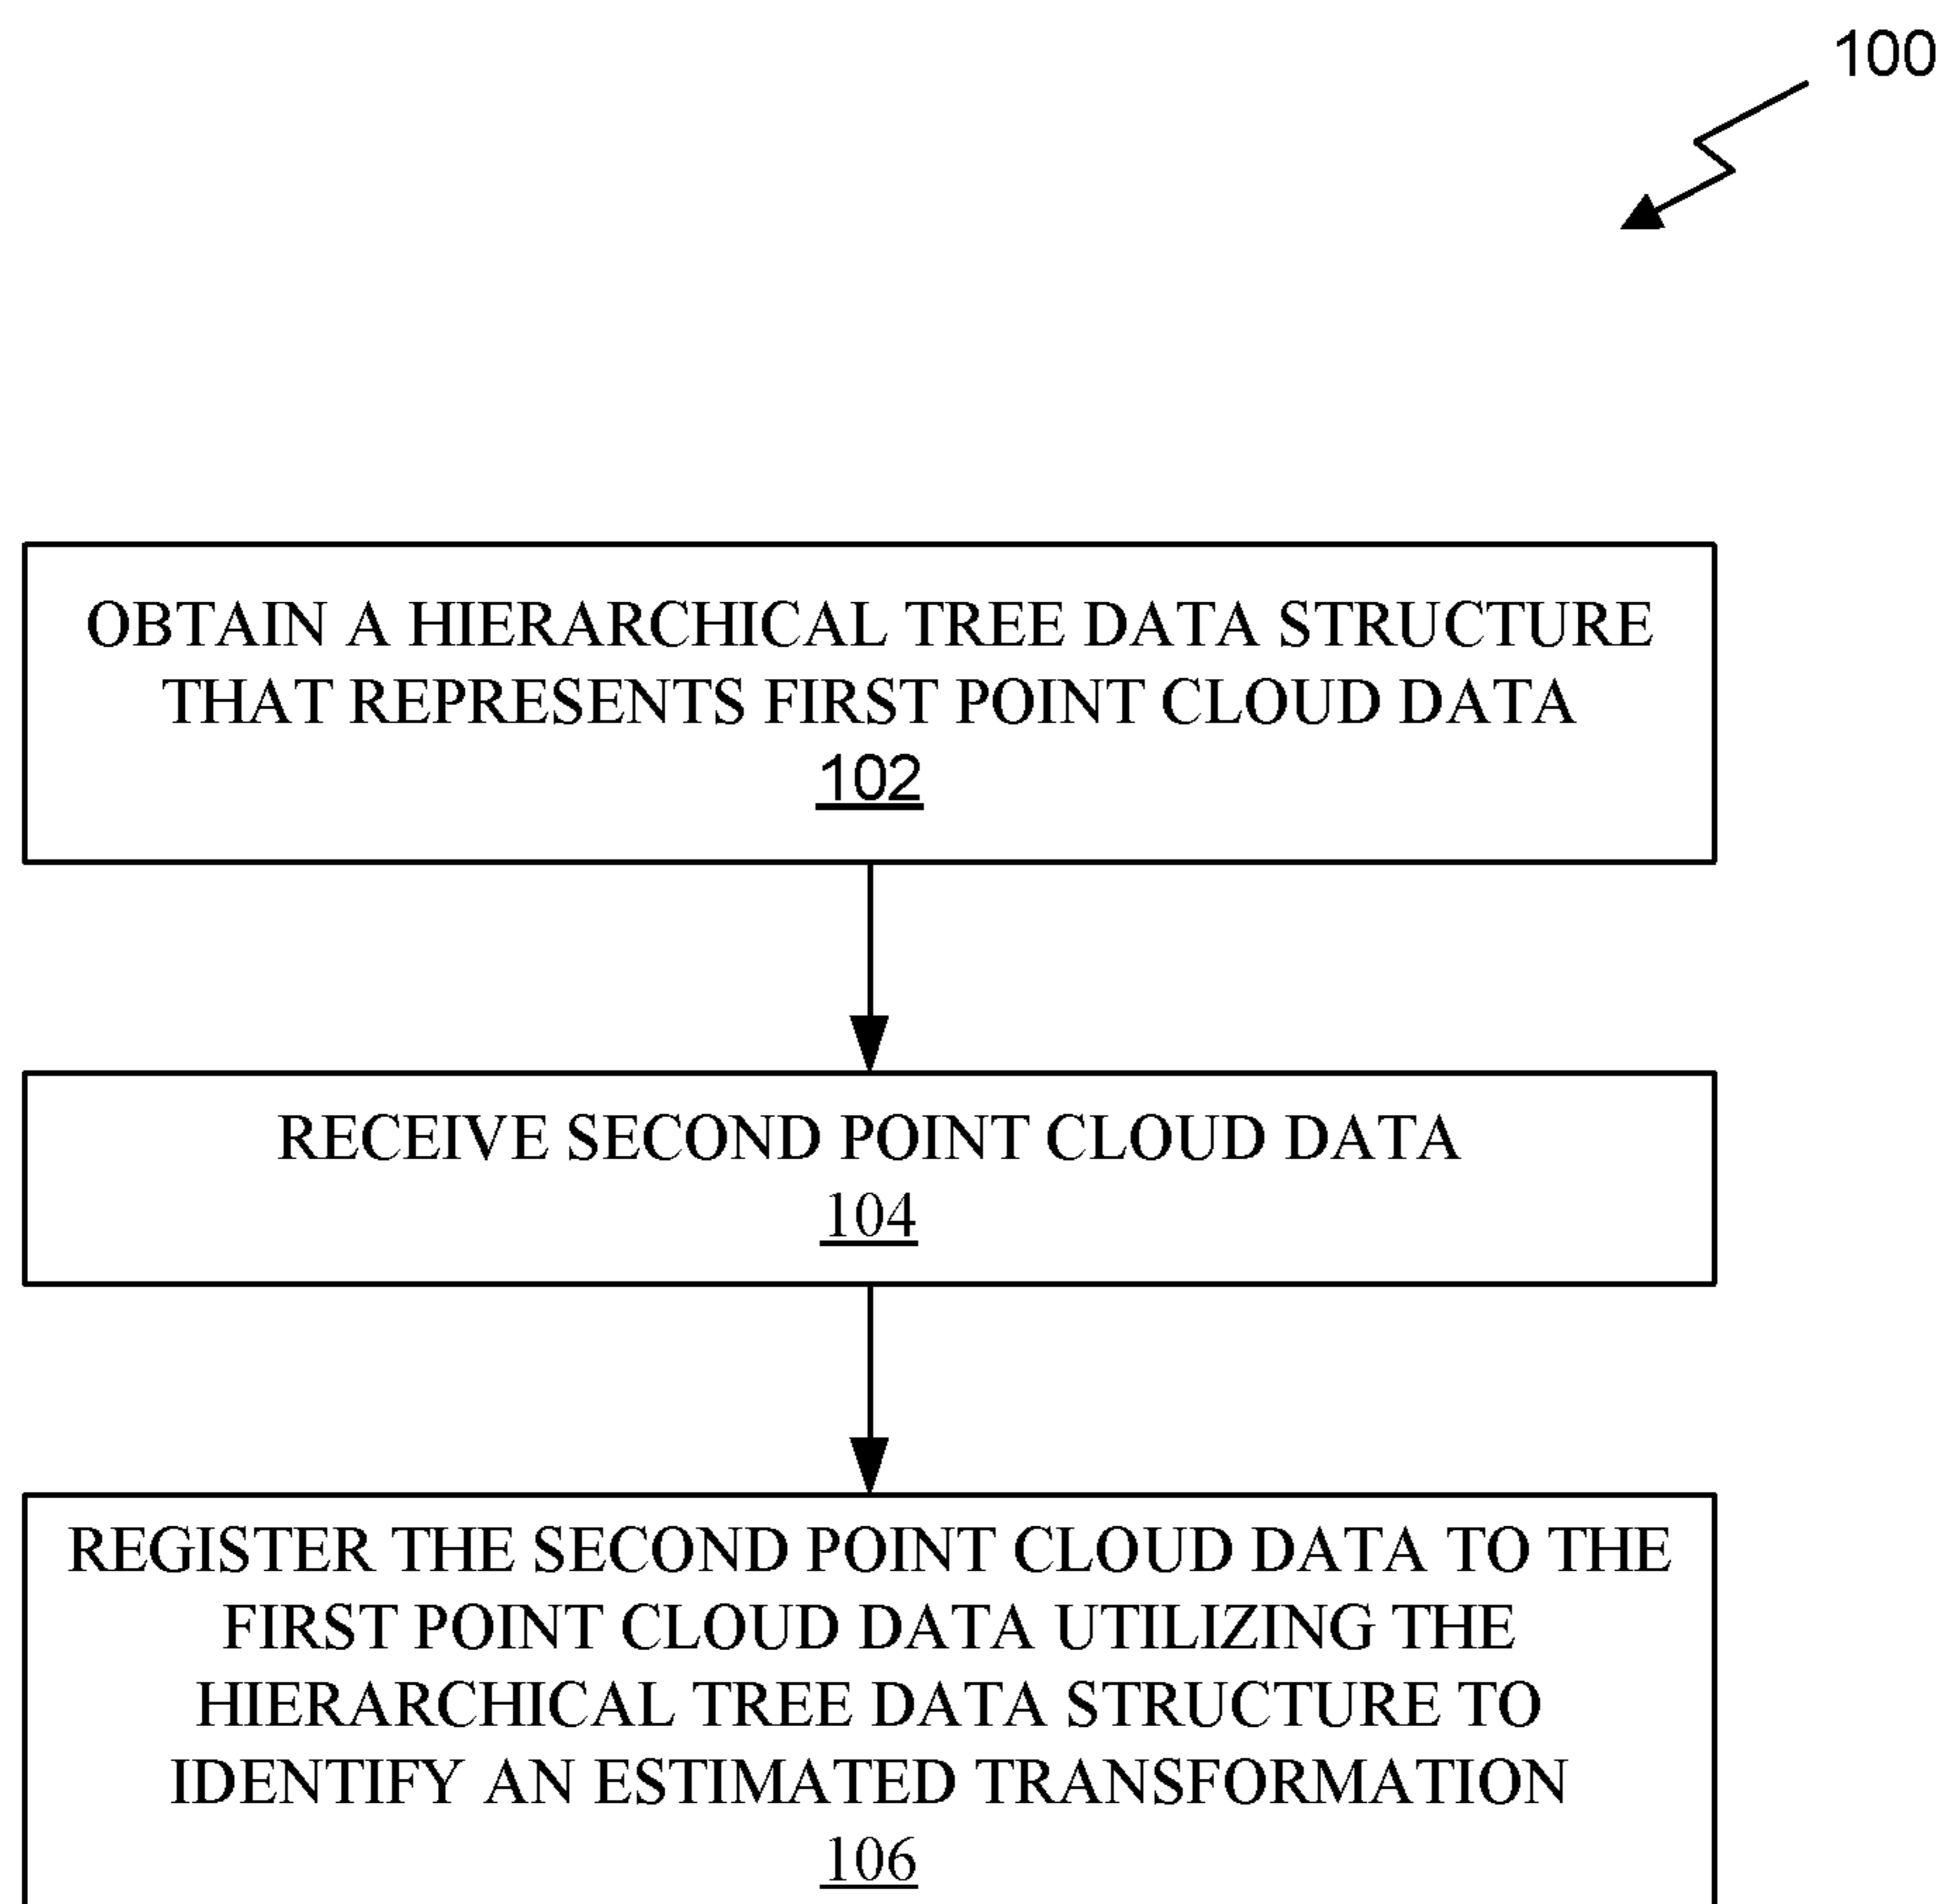 100
OBTAIN A HIERARCHICAL TREE DATA STRUCTURE
THAT REPRESENTS FIRST POINT CLOUD DATA
102
RECEIVE SECOND POINT CLOUD DATA
104
REGISTER THE SECOND POINT CLOUD DATA TO THE
FIRST POINT CLOUD DATA UTILIZING THE
HIERARCHICAL TREE DATA STRUCTURE TO
IDENTIFY AN ESTIMATED TRANSFORMATION
106